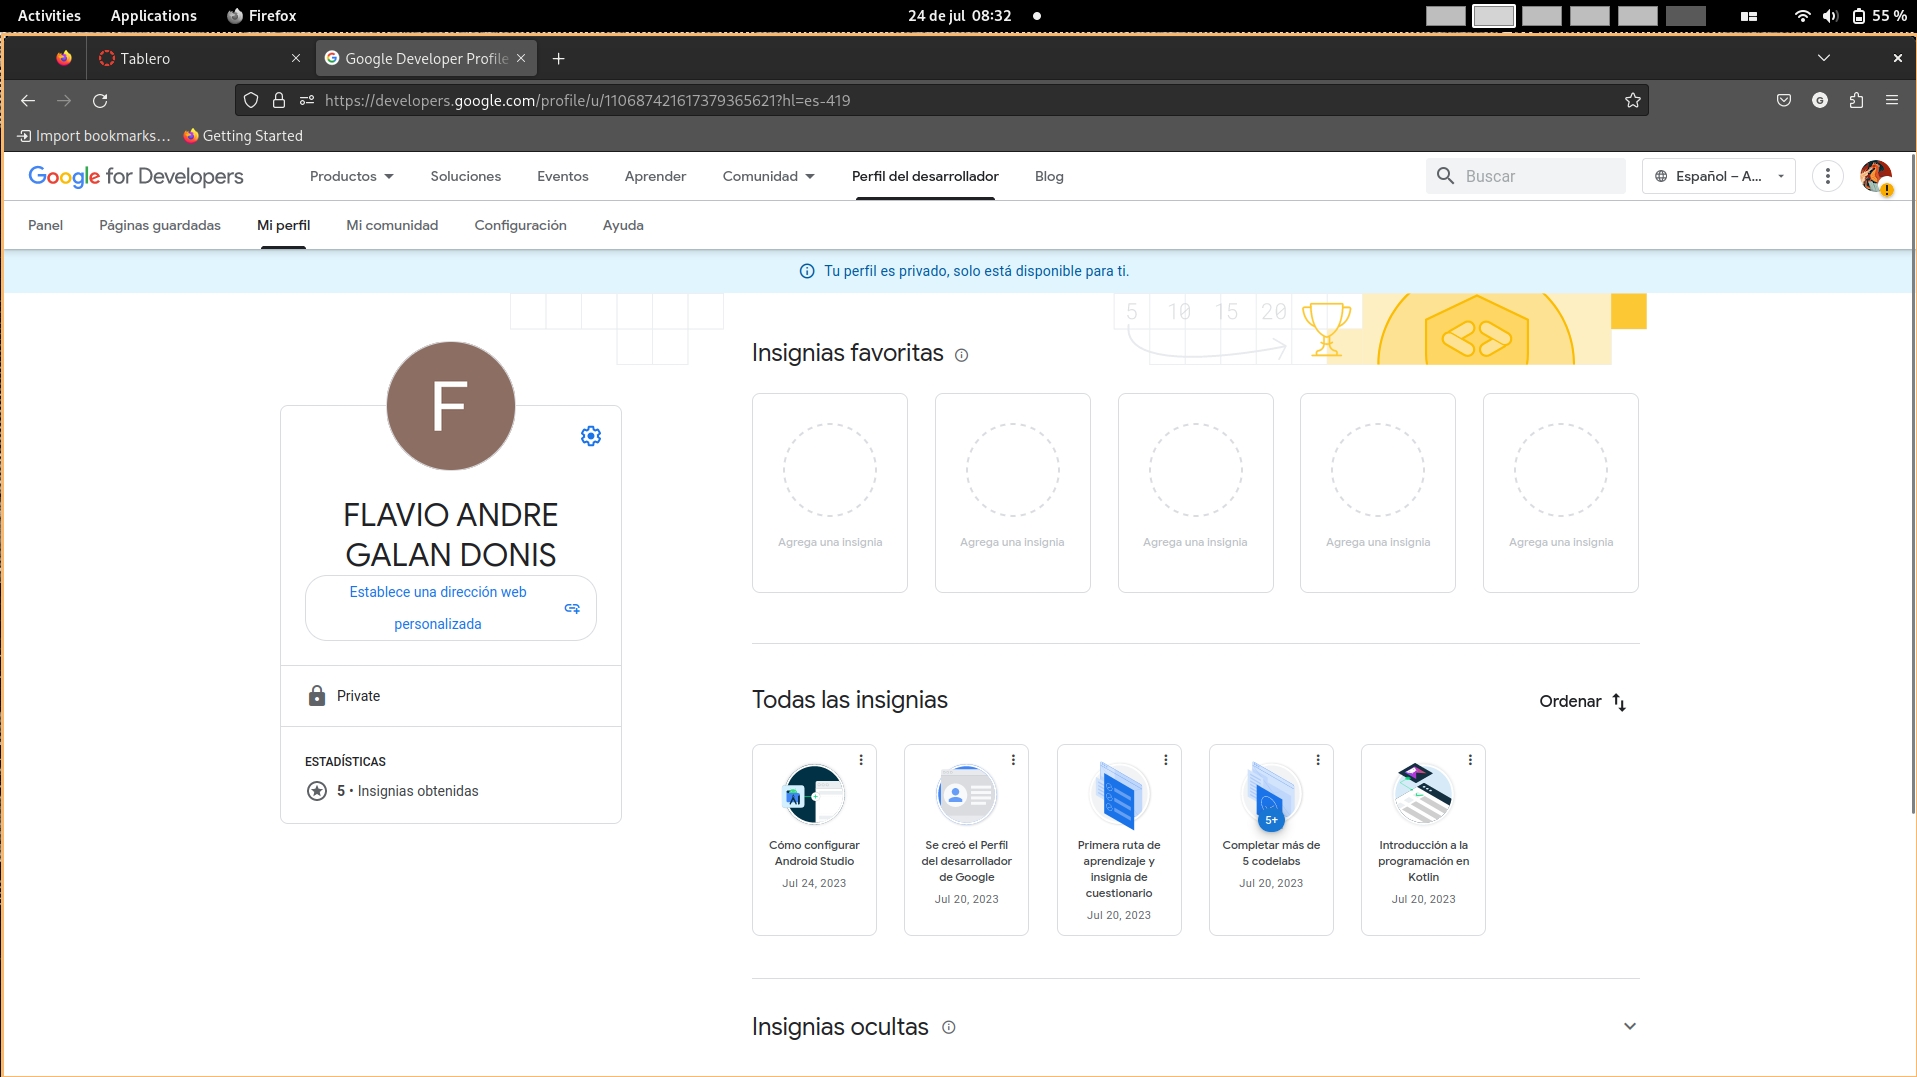 Activities Applications Firefox 24 de jul 08:32 55 %
Tablero Google Developer Profile
https://developers.google.com/profile/u/110687421617379365621?hl=es-419
Import bookmarks... Getting Started
Google for Developers Productos Soluciones Eventos Aprender Comunidad Perfil del desarrollador Blog Buscar Español – A...
Panel Páginas guardadas Mi perfil Mi comunidad Configuración Ayuda
Tu perfil es privado, solo está disponible para ti.
5 10 15 20
F
FLAVIO ANDRE
GALAN DONIS
Establece una dirección web
personalizada
Private
ESTADÍSTICAS
5 • Insignias obtenidas
Insignias favoritas
Agrega una insignia Agrega una insignia Agrega una insignia Agrega una insignia Agrega una insignia
Todas las insignias
Ordenar
Cómo configurar
Android Studio
Jul 24, 2023
Se creó el Perfil
del desarrollador
de Google
Jul 20, 2023
Primera ruta de
aprendizaje y
insignia de
cuestionario
Jul 20, 2023
5+
Completar más de
5 codelabs
Jul 20, 2023
Introducción a la
programación en
Kotlin
Jul 20, 2023
Insignias ocultas